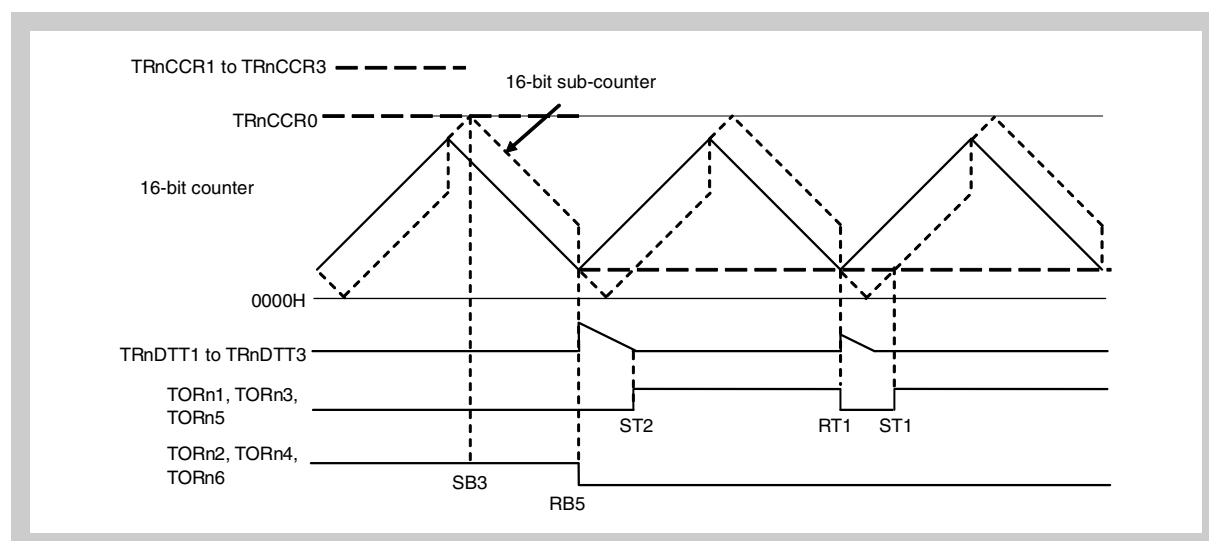 TRnCCR1 to TRnCCR3
16-bit sub-counter
TRnCCR0
16-bit counter
0000H
TRnDTT1 to TRnDTT3
TORn1, TORn3,
TORn5
ST2
RT1
ST1
TORn2, TORn4,
TORn6
SB3
RB5